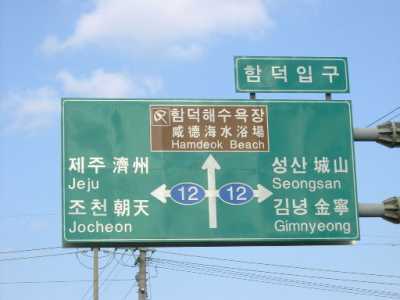 함덕입구
함덕해수욕장
咸德海水浴場
Hamdeok Beach
제주 濟州
Jeju
조천 朝天
Jocheon
12
12
성산 城山
Seongsan
김녕 金寧
Gimnyeong